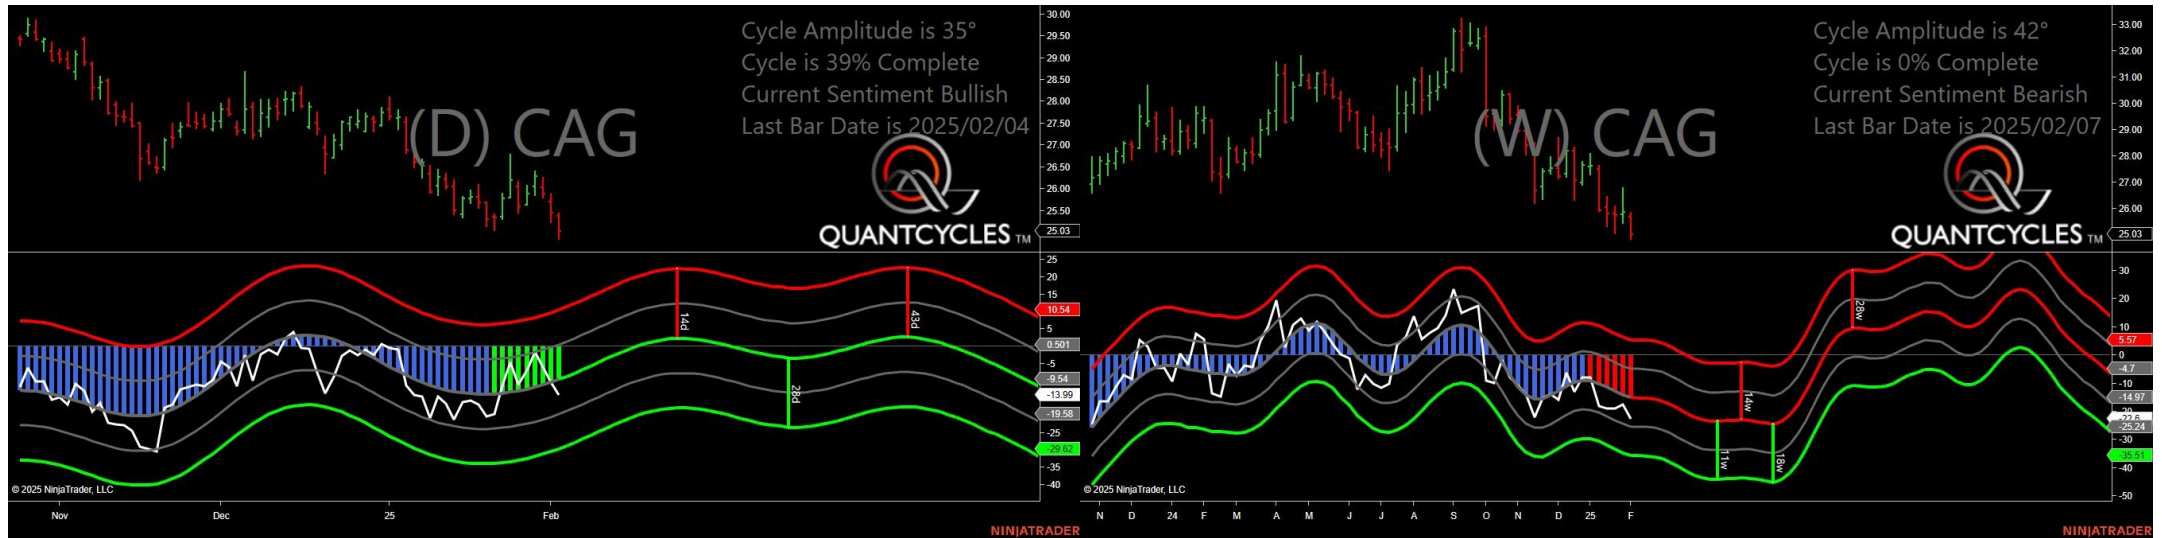 Cycle Amplitude is 35°
Cycle is 39% Complete
Current Sentiment Bullish
Last Bar Date is 2025/02/04
(D) CAG
QUANTCYCLES TM
30.00
29.50
29.00
28.50
28.00
27.50
27.00
26.50
26.00
25.50
25.03
25
20
15
10.54
5
0.501
-5
-9.54
-13.99
-19.58
-25
-29.62
-35
-40
14d
28d
43d
© 2025 NinjaTrader, LLC
Nov
Dec
25
Feb
NINJATRADER
Cycle Amplitude is 42°
Cycle is 0% Complete
Current Sentiment Bearish
Last Bar Date is 2025/02/07
(W) CAG
QUANTCYCLES TM
33.00
32.00
31.00
30.00
29.00
28.00
27.00
26.00
25.03
30
20
10
5.57
0
-4.7
-10
-14.97
-22.6
-25.24
-30
-35.51
-40
-50
11w
14w
18w
28w
© 2025 NinjaTrader, LLC
N D 24 F M A M J J A S O N D 25 F
NINJATRADER